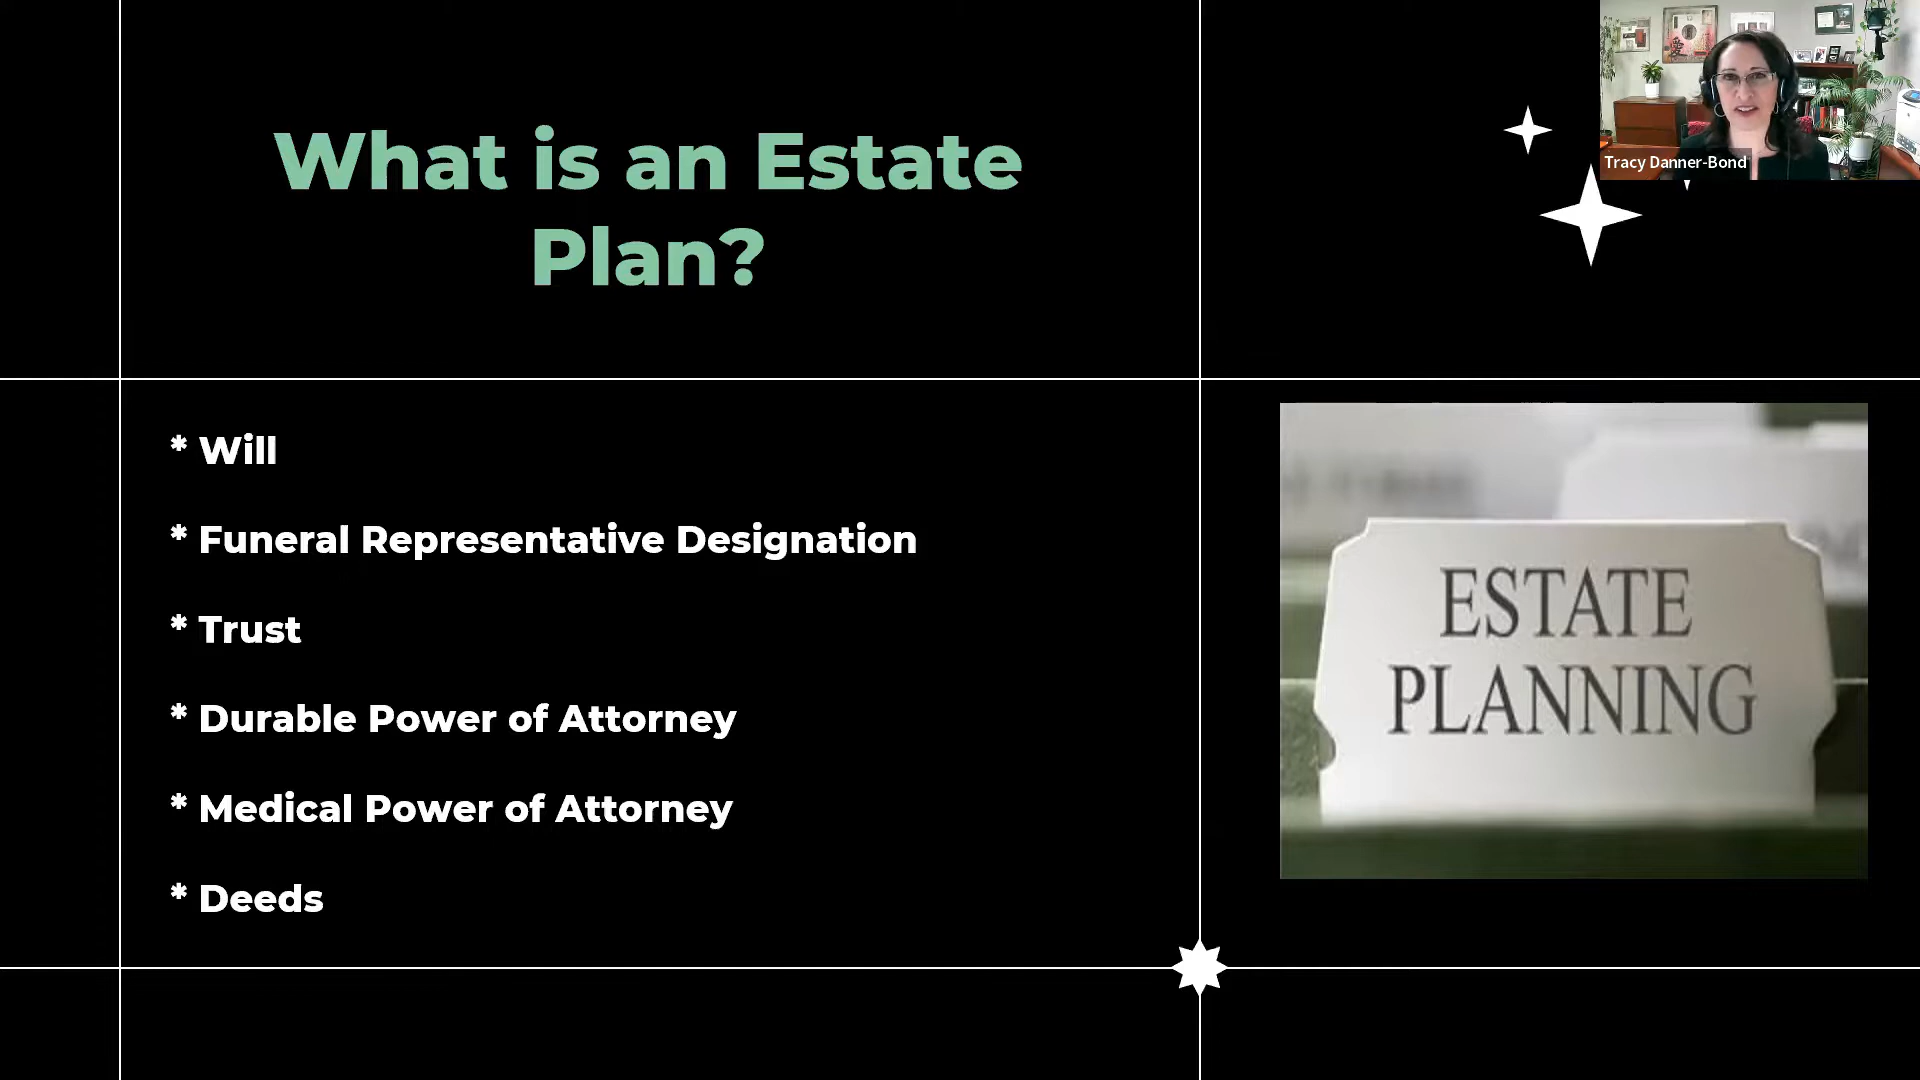 What is an Estate
Plan?
Tracy Danner-Bond
* Will
* Funeral Representative Designation
* Trust
* Durable Power of Attorney
* Medical Power of Attorney
* Deeds
ESTATE
PLANNING